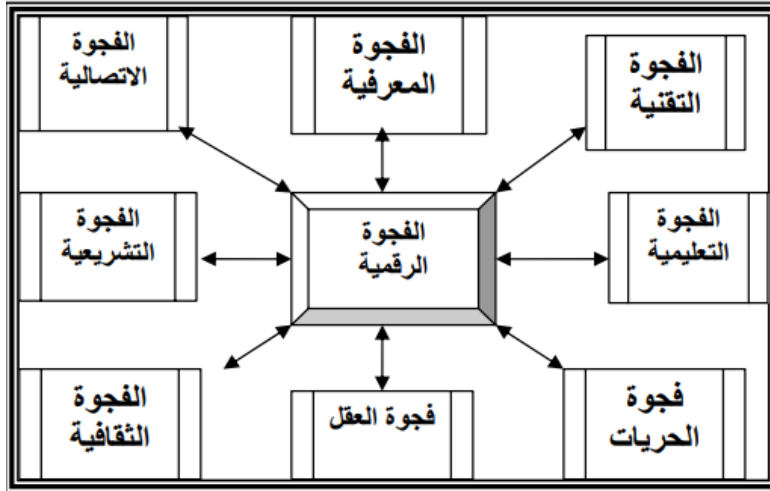 الفجوة
التقنية
الفجوة
المعرفية
الفجوة
الاتصالية
الفجوة
التعليمية
الفجوة
الرقمية
الفجوة
التشريعية
فجوة
الحريات
فجوة العقل
الفجوة
الثقافية